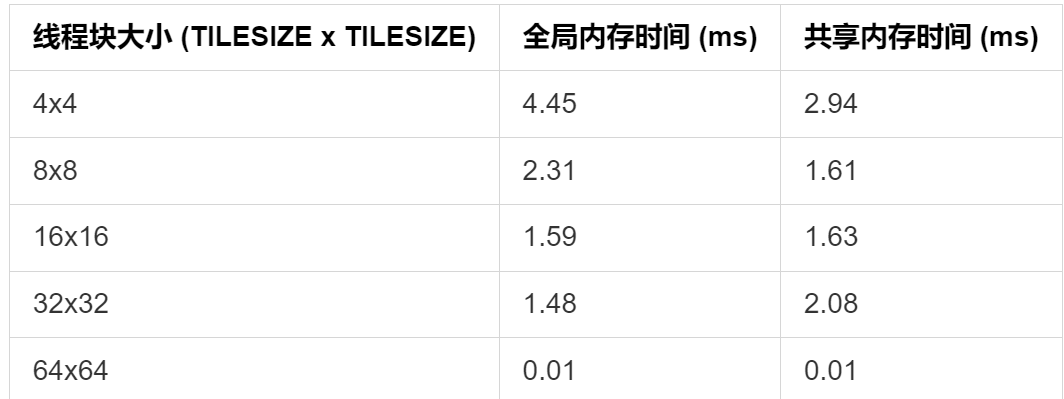 线程块大小 (TILESIZE x TILESIZE) 全局内存时间 (ms) 共享内存时间 (ms)
4x4 4.45 2.94
8x8 2.31 1.61
16x16 1.59 1.63
32x32 1.48 2.08
64x64 0.01 0.01